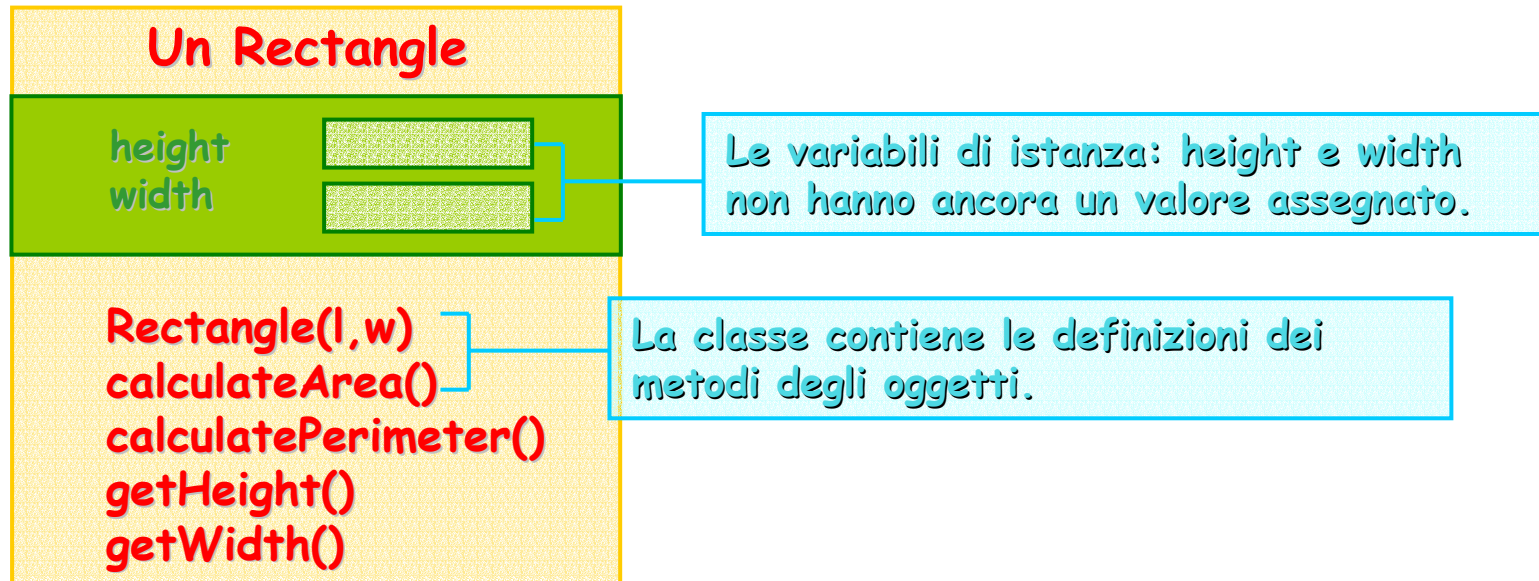 Un Rectangle
height
width
Le variabili di istanza: height e width
non hanno ancora un valore assegnato.
Rectangle(l,w)
calculateArea()
calculatePerimeter()
getHeight()
getWidth()
La classe contiene le definizioni dei
metodi degli oggetti.